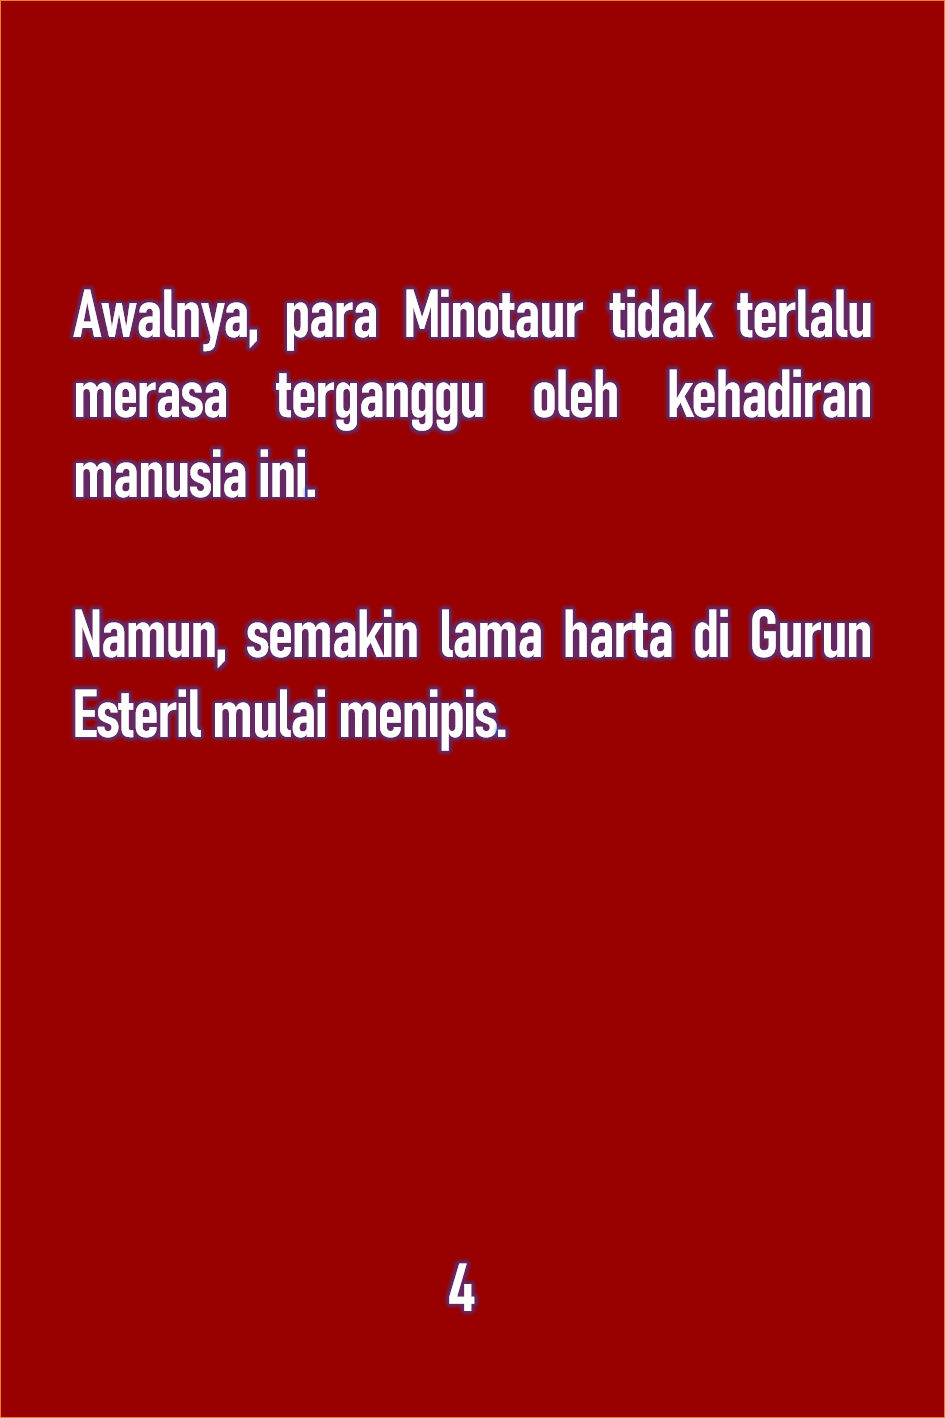 Awalnya, para Minotaur tidak terlalu
merasa terganggu oleh kehadiran
manusia ini.
Namun, semakin lama harta di Gurun
Esteril mulai menipis.
4